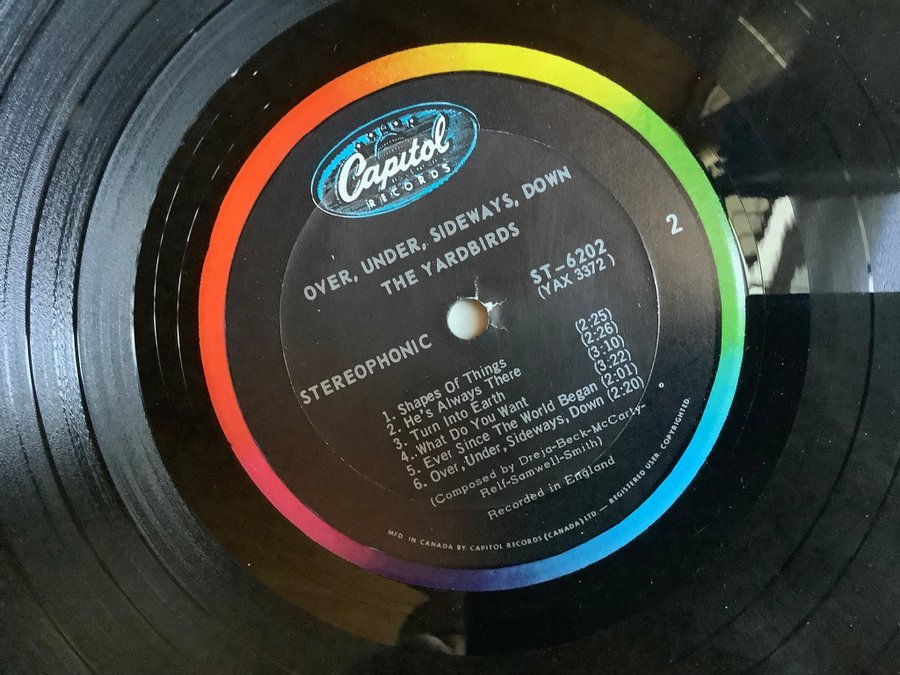 Capitol
RECORDS
OVER, UNDER, SIDEWAYS, DOWN
THE YARDBIRDS
2
ST-6202
(YAX 3372)
STEREOPHONIC
1. Shapes Of Things (2:25)
2. He's Always There (2:26)
3. Turn Into Earth (3:10)
4. What Do You Want (3:22)
5. Ever Since The World Began (2:01)
6. Over, Under, Sideways, Down (2:20)
(Composed by Dreja-Beck-McCarty-
Relf-Samwell-Smith)
Recorded in England
MFD. IN CANADA BY CAPITOL RECORDS (CANADA) LTD. — REGISTERED USER. COPYRIGHTED.